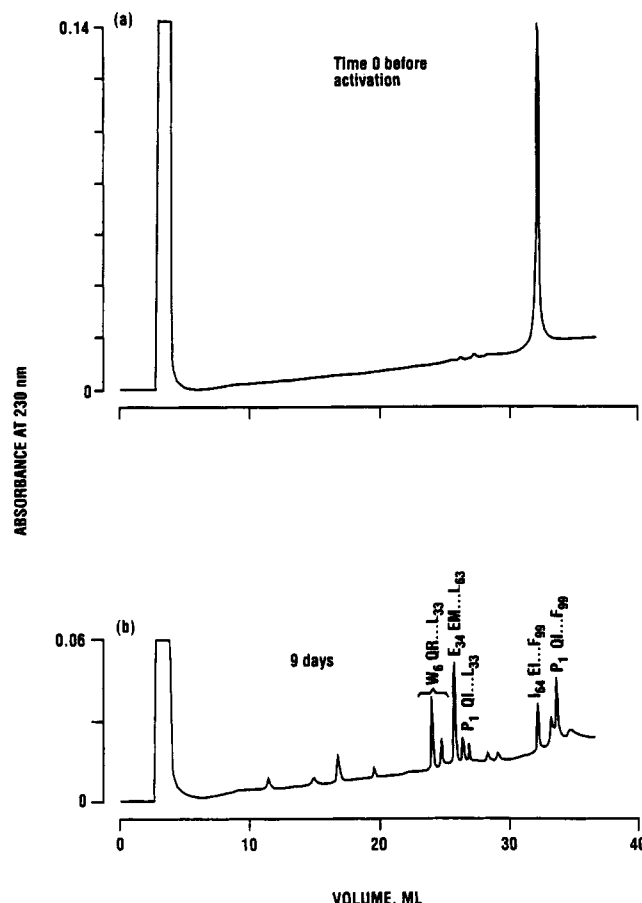 (a)
0.14
Time 0 before
activation
0
ABSORBANCE AT 230 nm
(b)
0.06
9 days
W6 QR...L33
E34 EM...L63
P1 QI...L33
I64 EI...F99
P1 QI...F99
0
0
10
20
30
40
VOLUME, ML